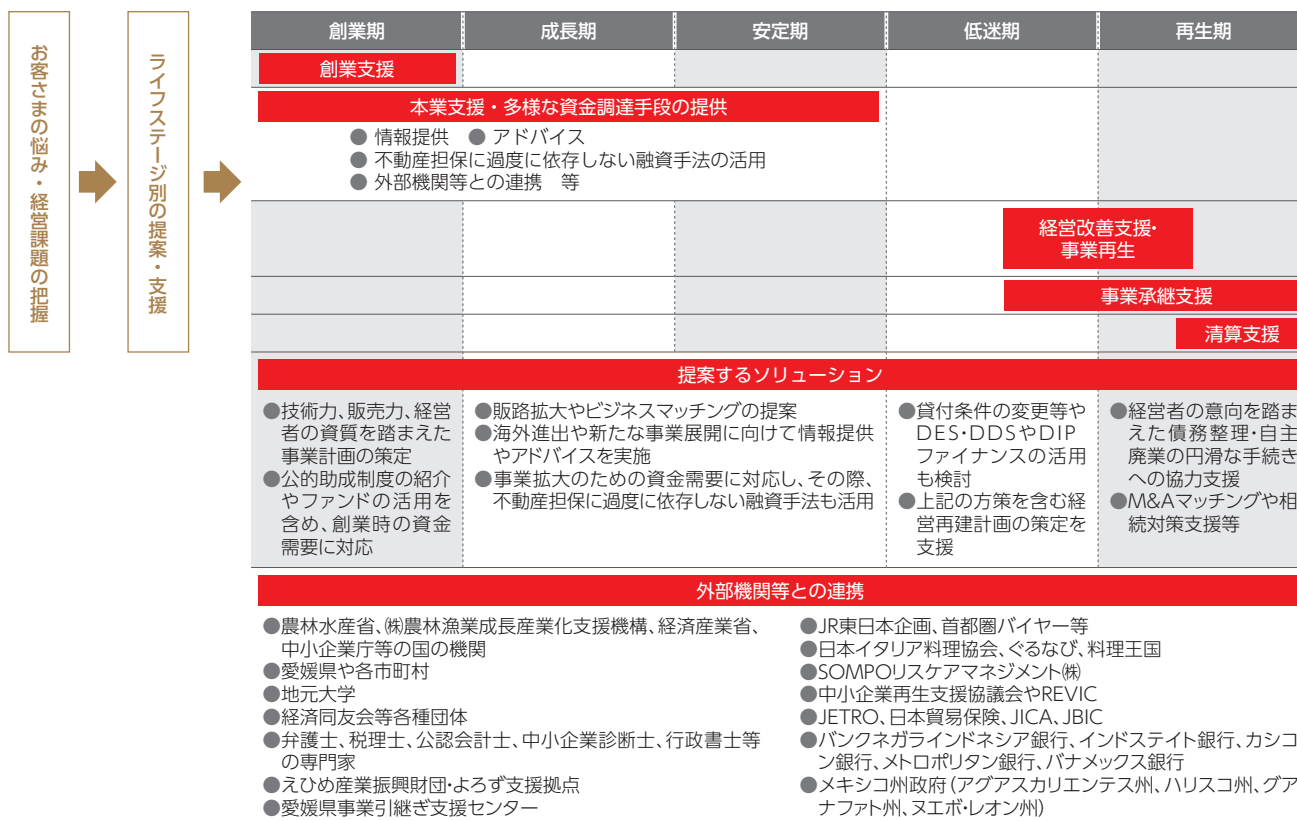 お客さまの悩み・経営課題の把握
ライフステージ別の提案・支援
創業期
成長期
安定期
低迷期
再生期
創業支援
本業支援・多様な資金調達手段の提供
● 情報提供 ● アドバイス
● 不動産担保に過度に依存しない融資手法の活用
● 外部機関等との連携 等
経営改善支援・
事業再生
事業承継支援
清算支援
提案するソリューション
●技術力、販売力、経営
者の資質を踏まえた
事業計画の策定
●公的助成制度の紹介
やファンドの活用を
含め、創業時の資金
需要に対応
●販路拡大やビジネスマッチングの提案
●海外進出や新たな事業展開に向けて情報提供
やアドバイスを実施
●事業拡大のための資金需要に対応し、その際、
不動産担保に過度に依存しない融資手法も活用
●貸付条件の変更等や
DES・DDSやDIP
ファイナンスの活用
も検討
●上記の方策を含む経
営再建計画の策定を
支援
●経営者の意向を踏ま
えた債務整理・自主
廃業の円滑な手続き
への協力支援
●M&Aマッチングや相
続対策支援等
外部機関等との連携
●農林水産省、㈱農林漁業成長産業化支援機構、経済産業省、
中小企業庁等の国の機関
●愛媛県や各市町村
●地元大学
●経済同友会等各種団体
●弁護士、税理士、公認会計士、中小企業診断士、行政書士等
の専門家
●えひめ産業振興財団・よろず支援拠点
●愛媛県事業引継ぎ支援センター
●JR東日本企画、首都圏バイヤー等
●日本イタリア料理協会、ぐるなび、料理王国
●SOMPOリスケアマネジメント㈱
●中小企業再生支援協議会やREVIC
●JETRO、日本貿易保険、JICA、JBIC
●バンクネガラインドネシア銀行、インドステイト銀行、カシコ
ン銀行、メトロポリタン銀行、バナメックス銀行
●メキシコ州政府（アグアスカリエンテス州、ハリスコ州、グア
ナファト州、ヌエボ・レオン州）